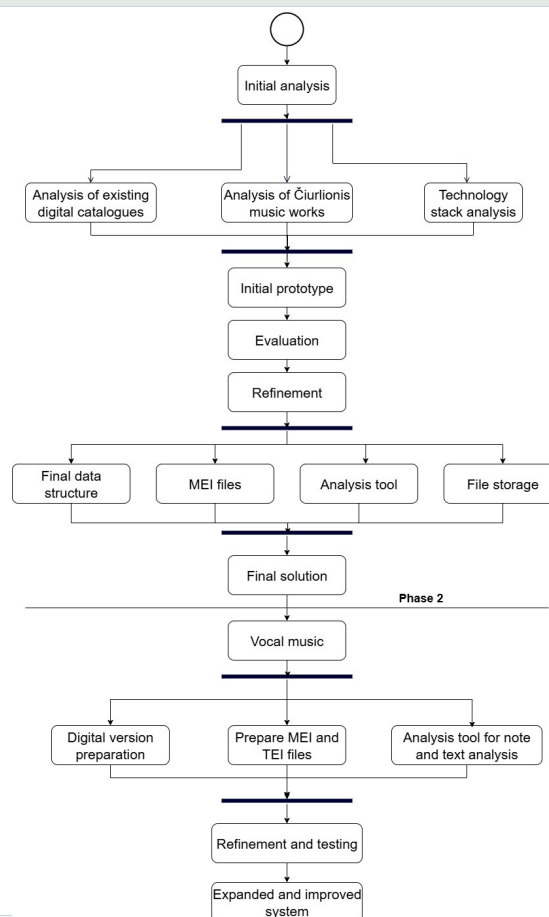 Initial analysis
Analysis of existing
digital catalogues
Analysis of Čiurlionis
music works
Technology
stack analysis
Initial prototype
Evaluation
Refinement
Final data
structure
MEI files
Analysis tool
File storage
Final solution
Phase 2
Vocal music
Digital version
preparation
Prepare MEI and
TEI files
Analysis tool for note
and text analysis
Refinement and testing
Expanded and improved
system